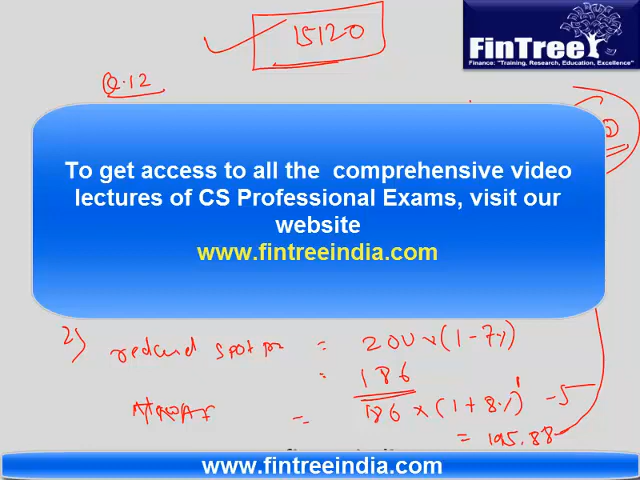 15120
FinTree
Finance: "Training, Research, Education, Excellence"
Q.12
To get access to all the comprehensive video
lectures of CS Professional Exams, visit our
website
www.fintreeindia.com
2) reduced spot pr = 200 x (1 - 7%)
= 186
= 186 x (1 + 8%)¹ - 5
= 195.88
www.fintreeindia.com